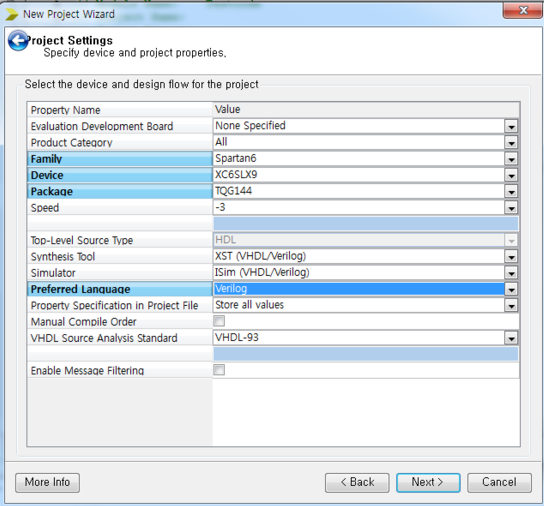 New Project Wizard
Project Settings
Specify device and project properties.
Select the device and design flow for the project
Property Name Value
Evaluation Development Board None Specified
Product Category All
Family Spartan6
Device XC6SLX9
Package TQG144
Speed -3
Top-Level Source Type HDL
Synthesis Tool XST (VHDL/Verilog)
Simulator ISim (VHDL/Verilog)
Preferred Language Verilog
Property Specification in Project File Store all values
Manual Compile Order
VHDL Source Analysis Standard VHDL-93
Enable Message Filtering
More Info < Back Next > Cancel